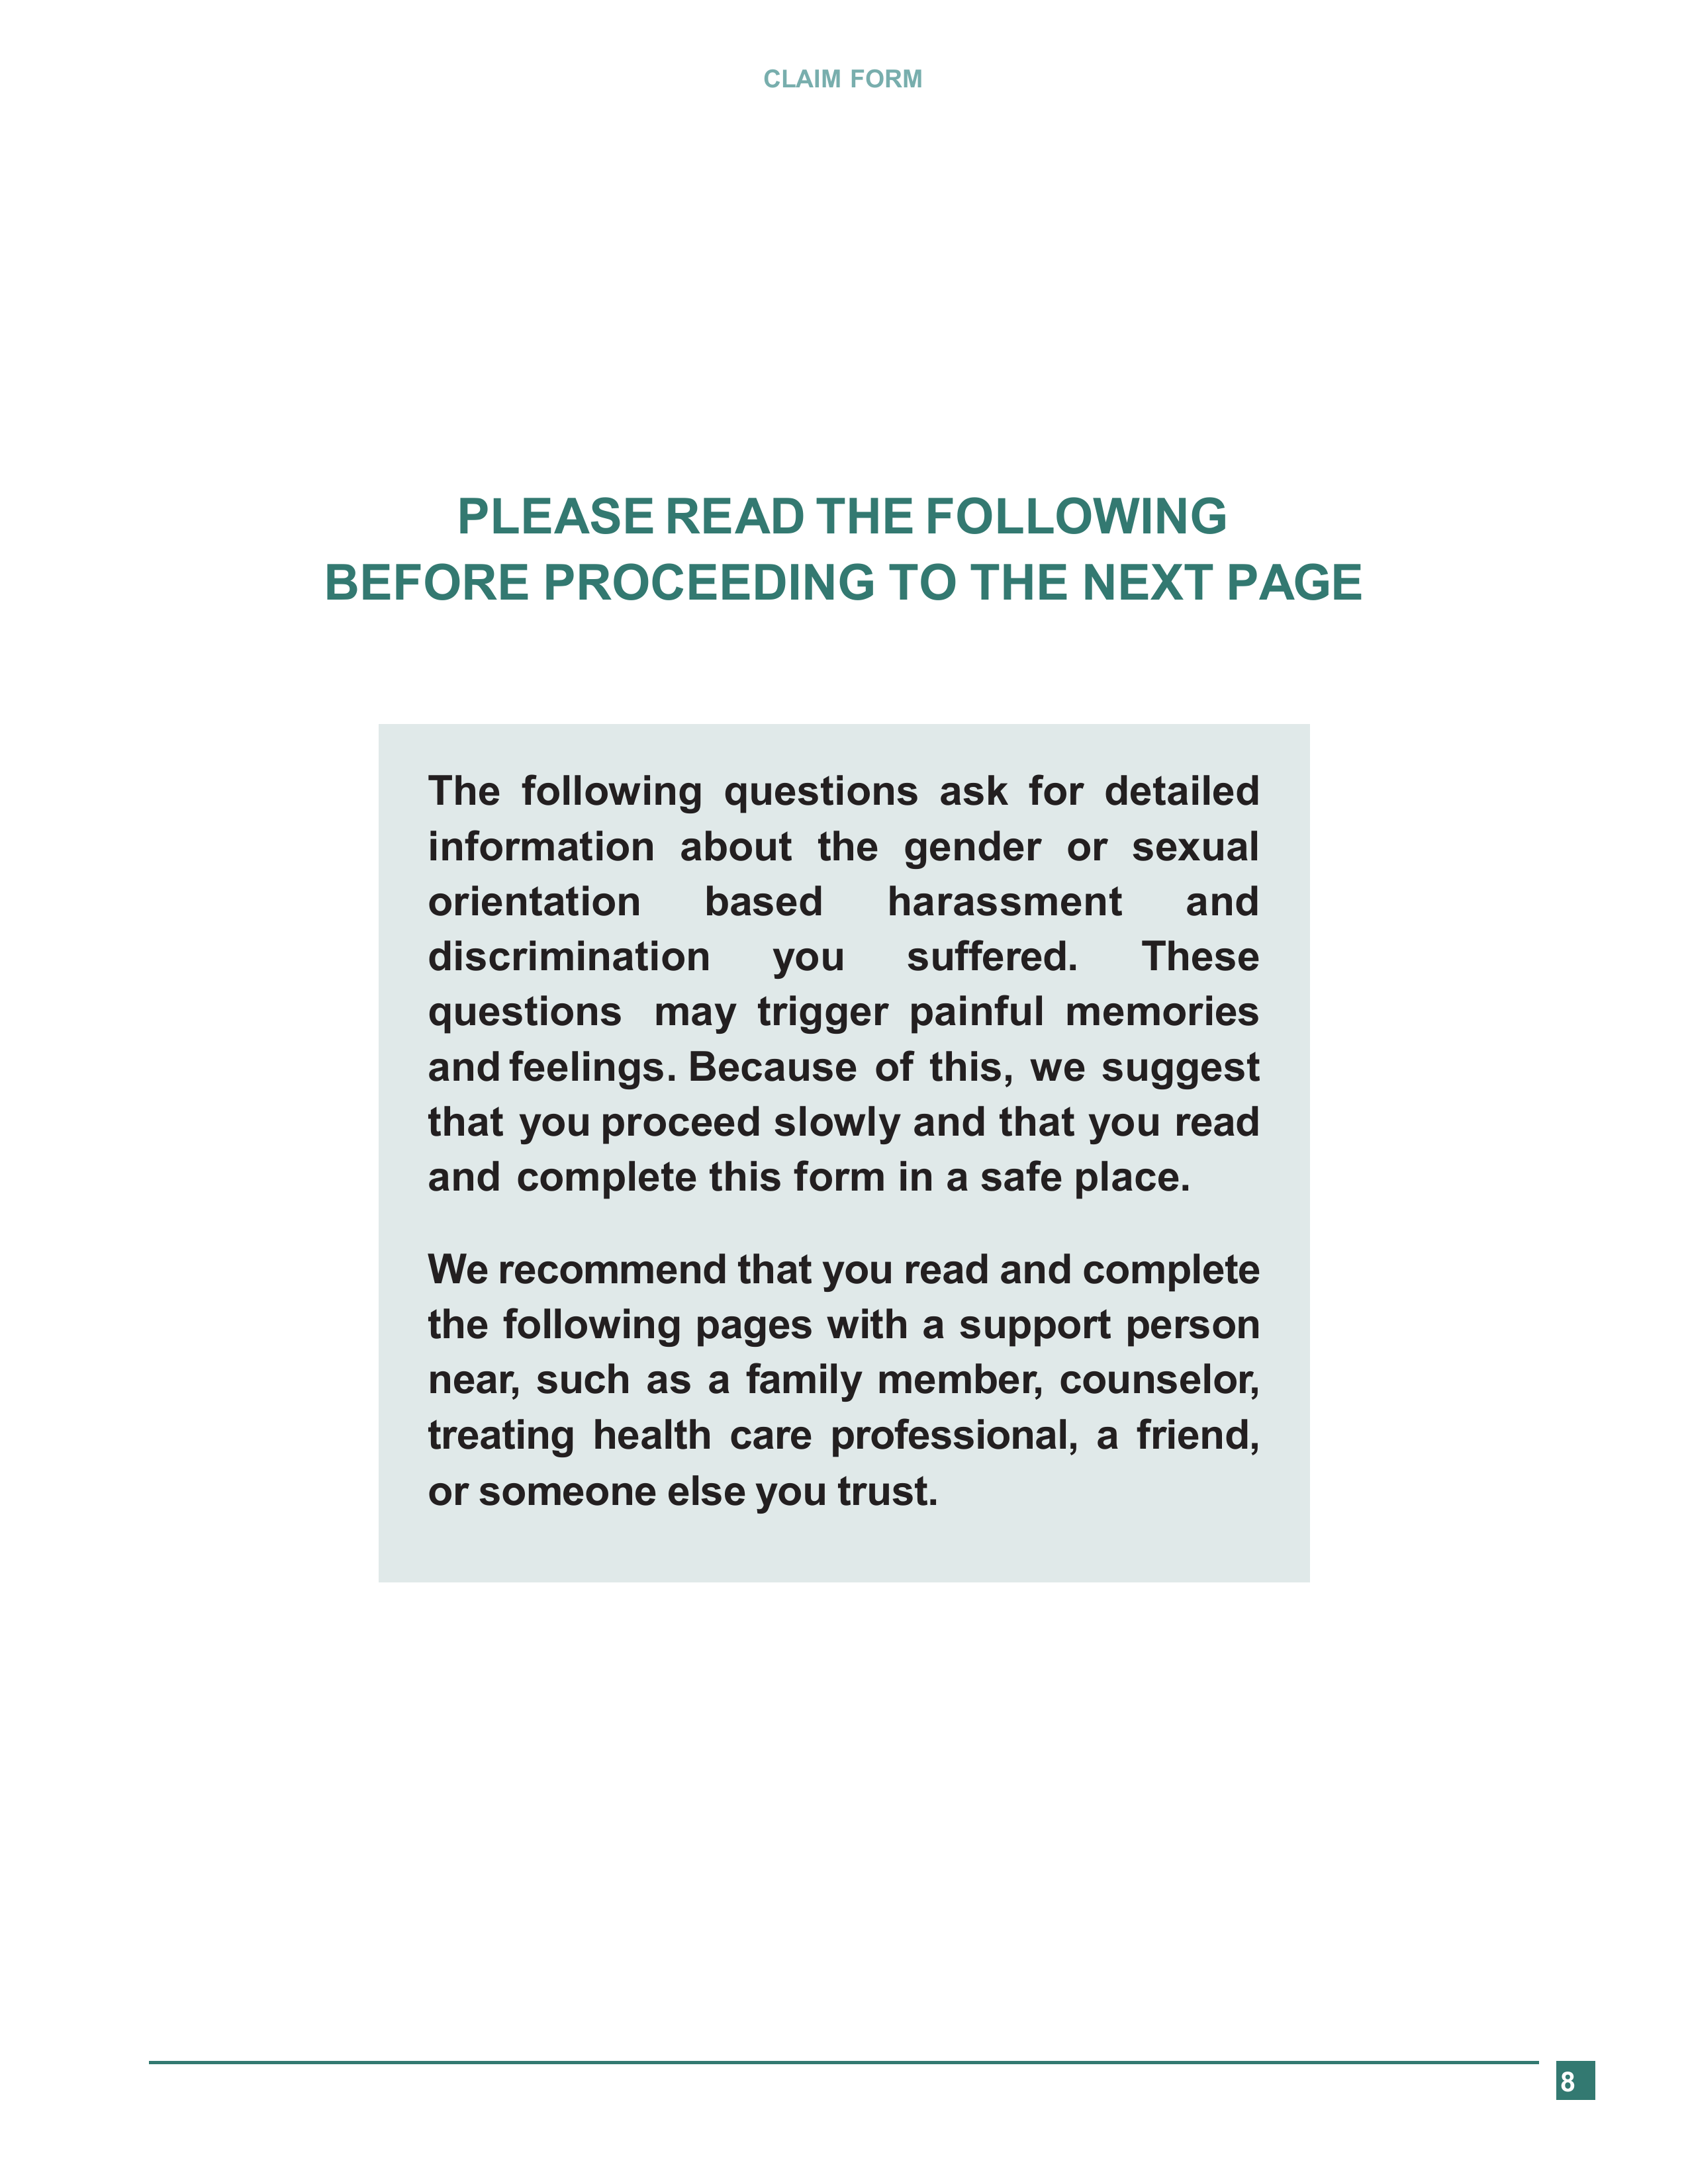 CLAIM FORM
PLEASE READ THE FOLLOWING
BEFORE PROCEEDING TO THE NEXT PAGE
The following questions ask for detailed
information about the gender or sexual
orientation based harassment and
discrimination you suffered. These
questions may trigger painful memories
and feelings. Because of this, we suggest
that you proceed slowly and that you read
and complete this form in a safe place.
We recommend that you read and complete
the following pages with a support person
near, such as a family member, counselor,
treating health care professional, a friend,
or someone else you trust.
8